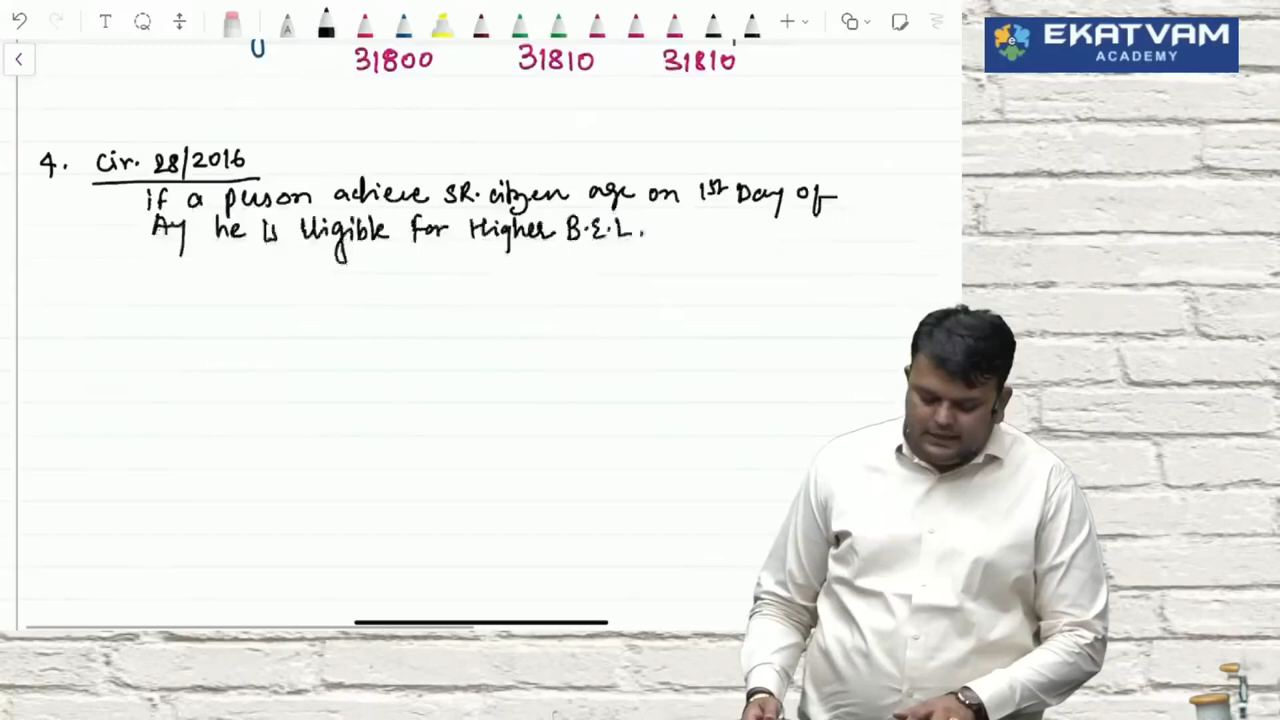 EKATVAM
ACADEMY
31800 31810 31810
4. Cir. 28/2016
if a person achieve SR. citizen age on 1st Day of
Ay he is eligible for Higher B.E.L.